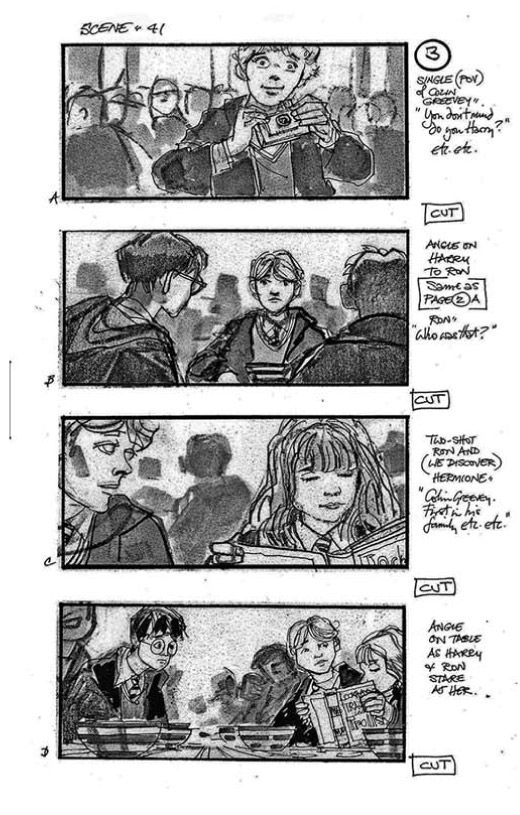 SCENE # 41
B
SINGLE (POV)
of COLIN
GREEVEY
"You don't mind
do you Harry?"
etc. etc.
A
CUT
ANGLE ON
HARRY
TO RON
Same as
PAGE (2) A
RON
"Who was that?"
B
CUT
TWO-SHOT
RON AND
(WE DISCOVER)
HERMIONE
"Colin Greevey.
First in his
family etc. etc."
C
CUT
ANGLE
ON TABLE
AS HARRY
& RON
STARE
AT HER.
D
CUT